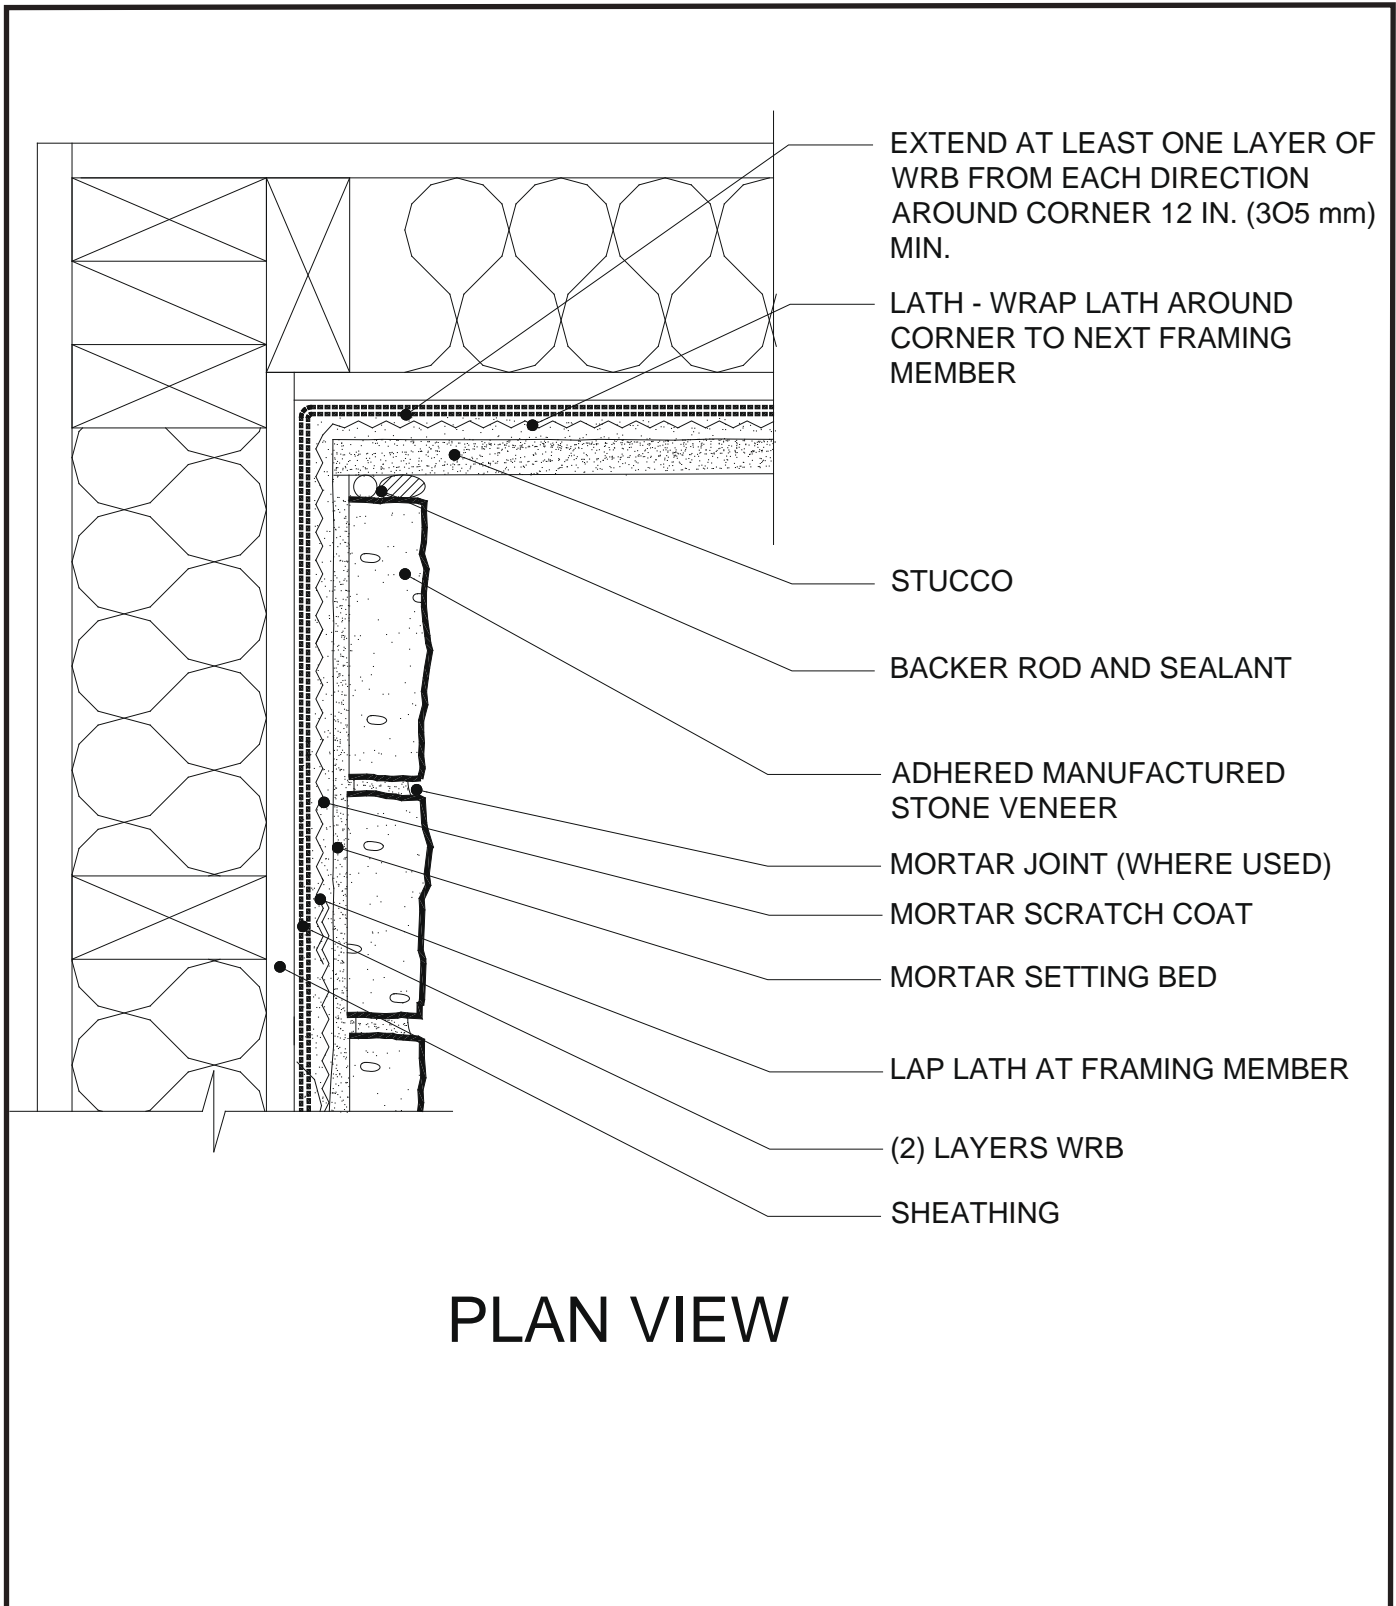 EXTEND AT LEAST ONE LAYER OF
WRB FROM EACH DIRECTION
AROUND CORNER 12 IN. (3O5 mm)
MIN.
LATH - WRAP LATH AROUND
CORNER TO NEXT FRAMING
MEMBER
STUCCO
BACKER ROD AND SEALANT
ADHERED MANUFACTURED
STONE VENEER
MORTAR JOINT (WHERE USED)
MORTAR SCRATCH COAT
MORTAR SETTING BED
LAP LATH AT FRAMING MEMBER
(2) LAYERS WRB
SHEATHING
PLAN VIEW